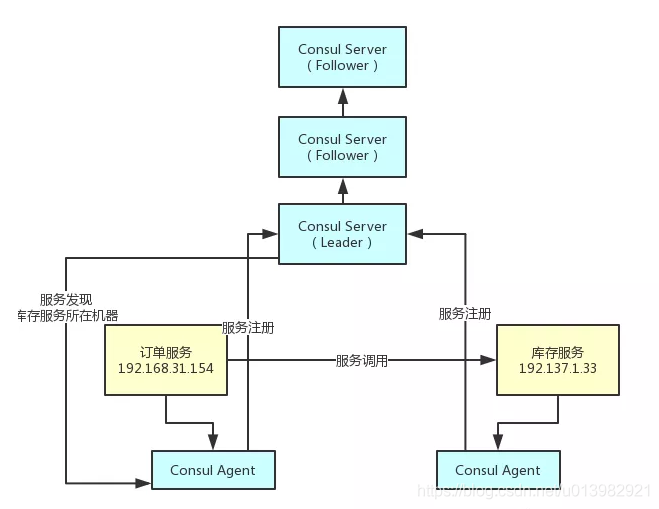 Consul Server
（Follower）
Consul Server
（Follower）
Consul Server
（Leader）
服务发现
库存服务所在机器
服务注册
服务注册
订单服务
192.168.31.154
服务调用
库存服务
192.137.1.33
Consul Agent
Consul Agent
https://blog.csdn.net/u013982921